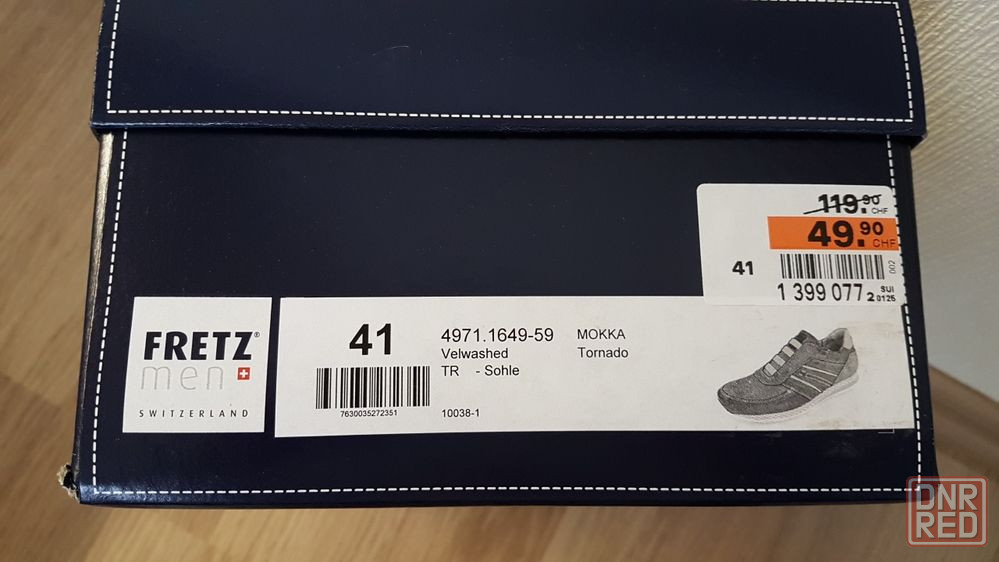 119.90 CHF
49.90 CHF
41
002
1 399 077 2 SUI 0125
FRETZ®
men
SWITZERLAND
41
7630035272351
4971.1649-59 MOKKA
Velwashed Tornado
TR - Sohle
10038-1
DNR
RED